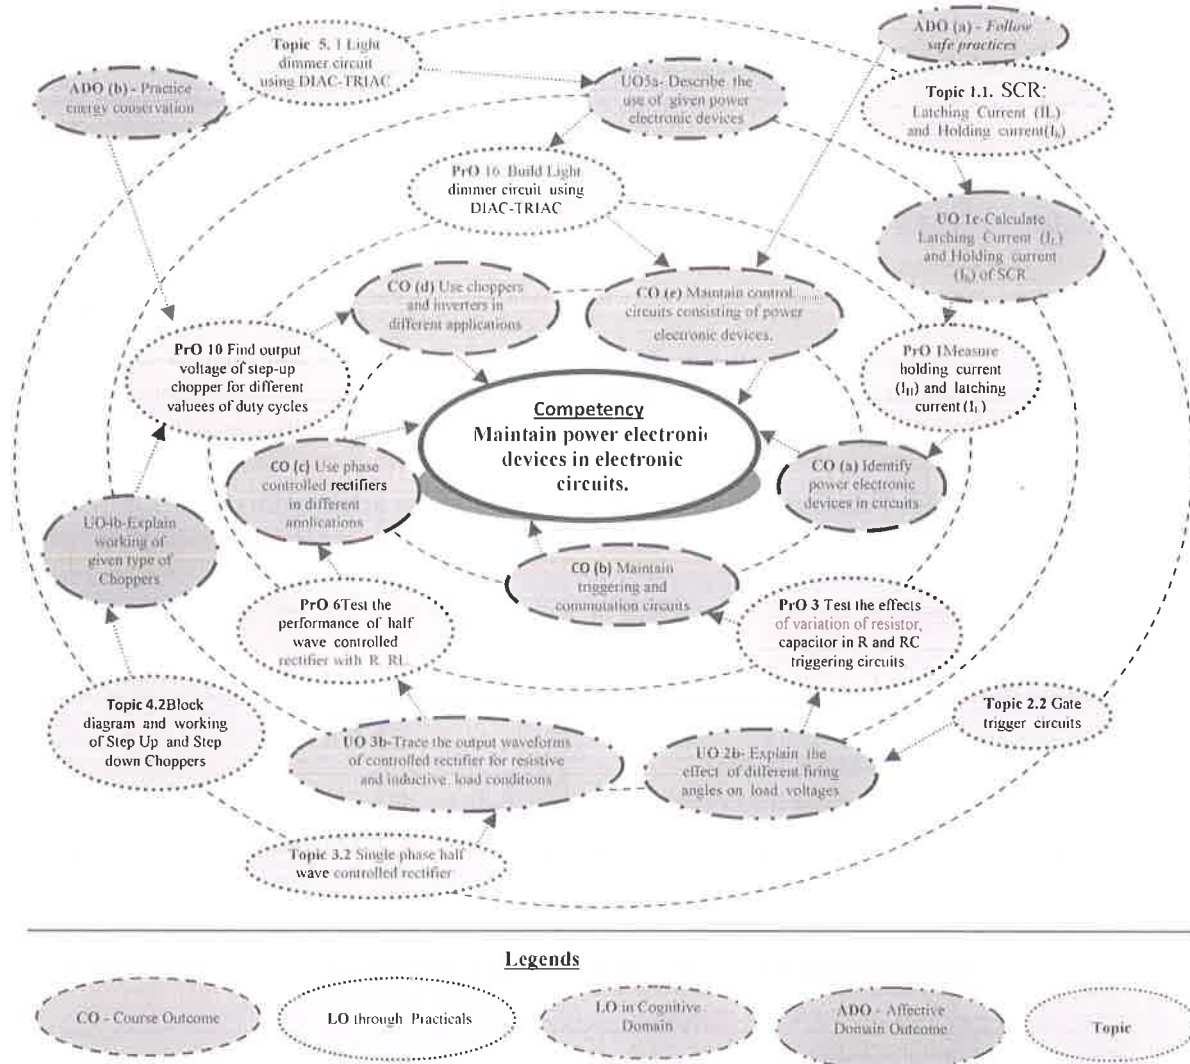 Topic 5. 1 Light
dimmer circuit
using DIAC-TRIAC
ADO (a) - Follow
safe practices
ADO (b) - Practice
energy conservation
UO5a- Describe the
use of given power
electronic devices
Topic 1.1. SCR:
Latching Current (IL)
and Holding current(Ih)
PrO 16. Build Light
dimmer circuit using
DIAC-TRIAC
UO 1c-Calculate
Latching Current (IL)
and Holding current
(Ih) of SCR
CO (d) Use choppers
and inverters in
different applications
CO (e) Maintain control
circuits consisting of power
electronic devices.
PrO 10 Find output
voltage of step-up
chopper for different
valuees of duty cycles
PrO 1Measure
holding current
(IH) and latching
current (IL)
Competency
Maintain power electronic
devices in electronic
circuits.
CO (c) Use phase
controlled rectifiers
in different
applications
CO (a) Identify
power electronic
devices in circuits
UO4b-Explain
working of
given type of
Choppers
CO (b) Maintain
triggering and
commutation circuits
PrO 6Test the
performance of half
wave controlled
rectifier with R, RL
PrO 3 Test the effects
of variation of resistor,
capacitor in R and RC
triggering circuits
Topic 4.2Block
diagram and working
of Step Up and Step
down Choppers
Topic 2.2 Gate
trigger circuits
UO 3b-Trace the output waveforms
of controlled rectifier for resistive
and inductive load conditions
UO 2b- Explain the
effect of different firing
angles on load voltages
Topic 3.2 Single phase half
wave controlled rectifier
Legends
CO - Course Outcome
LO through Practicals
LO in Cognitive
Domain
ADO - Affective
Domain Outcome
Topic